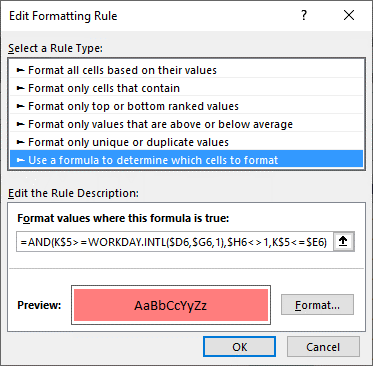 Edit Formatting Rule ? ×
Select a Rule Type:
► Format all cells based on their values
► Format only cells that contain
► Format only top or bottom ranked values
► Format only values that are above or below average
► Format only unique or duplicate values
► Use a formula to determine which cells to format
Edit the Rule Description:
Format values where this formula is true:
=AND(K$5>=WORKDAY.INTL($D6,$G6,1),$H6<>1,K$5<=$E6)
Preview: AaBbCcYyZz Format...
OK Cancel